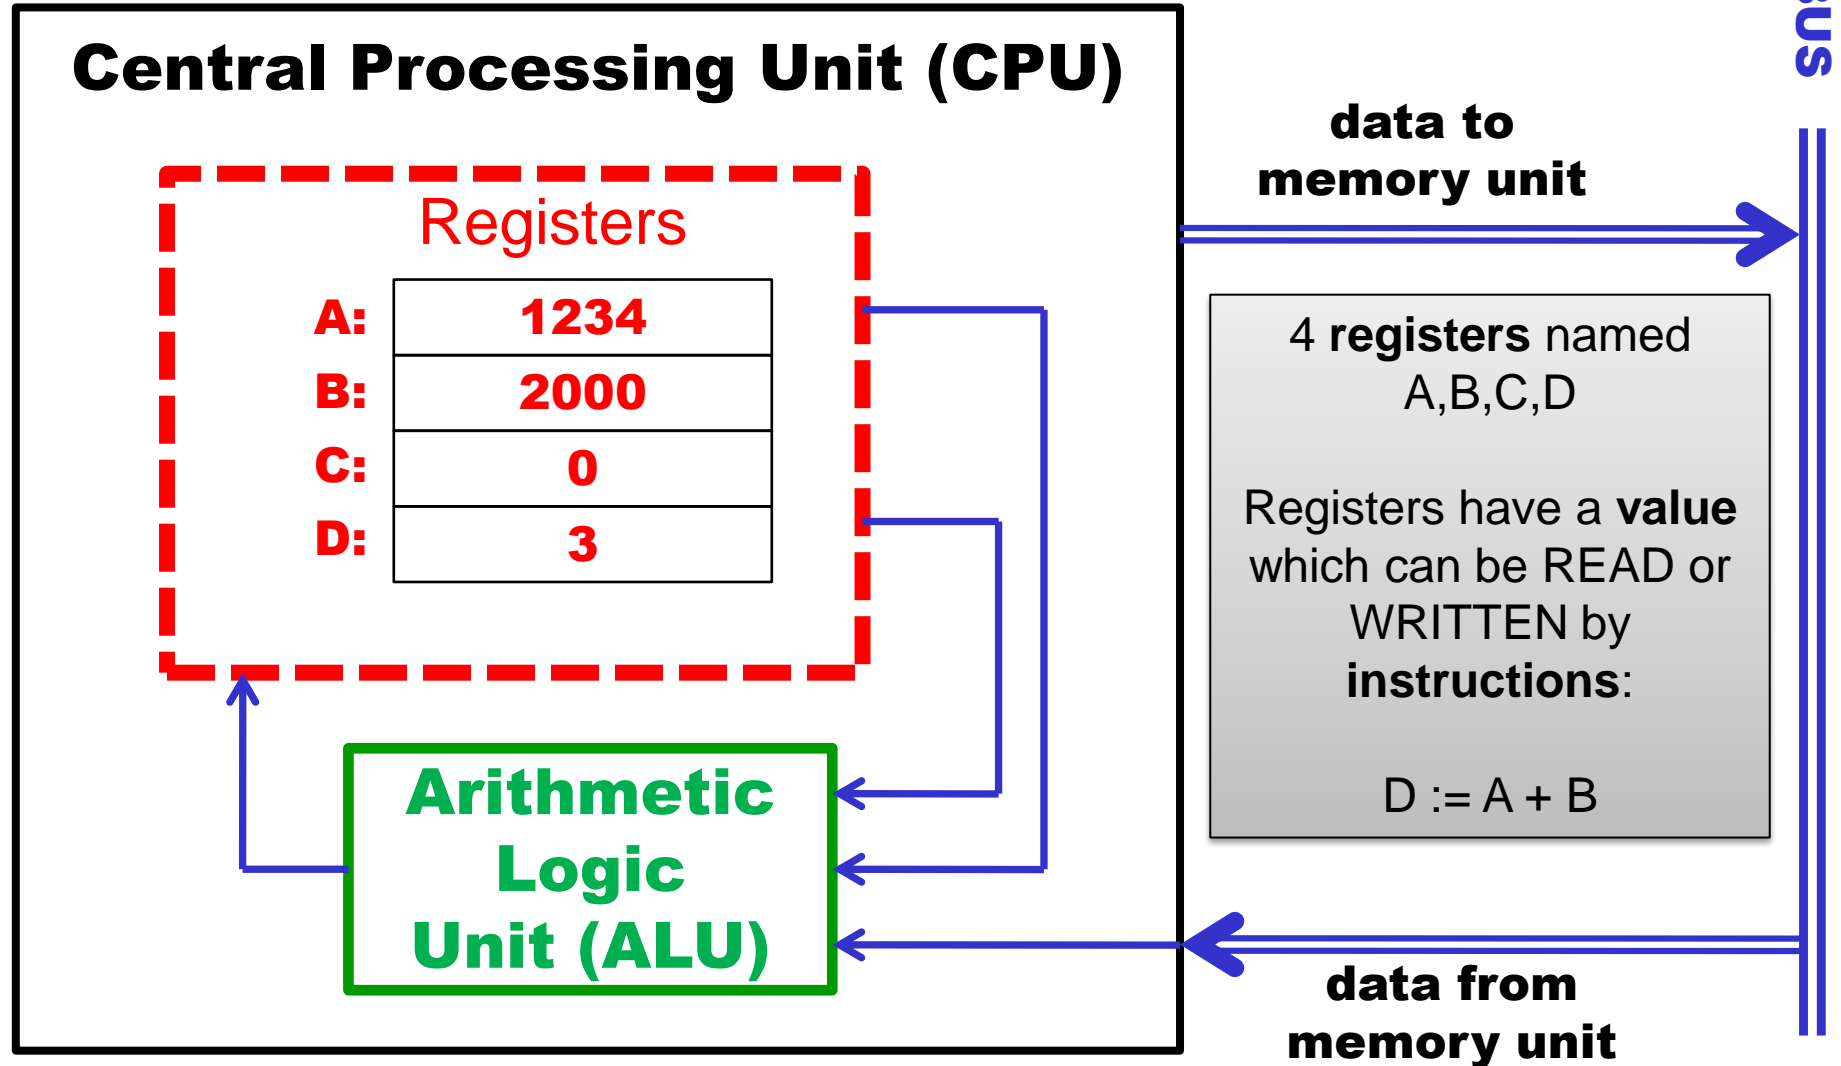 Central Processing Unit (CPU)
Registers
A: 1234
B: 2000
C: 0
D: 3
Arithmetic
Logic
Unit (ALU)
data to
memory unit
4 registers named
A,B,C,D
Registers have a value
which can be READ or
WRITTEN by
instructions:
D := A + B
data from
memory unit